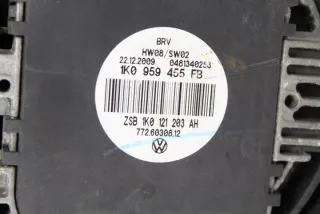 BRV
HW08/SW02
22.12.2009 0481340253
1K0 959 455 FB
ZSB 1K0 121 203 AH
772.60308.12